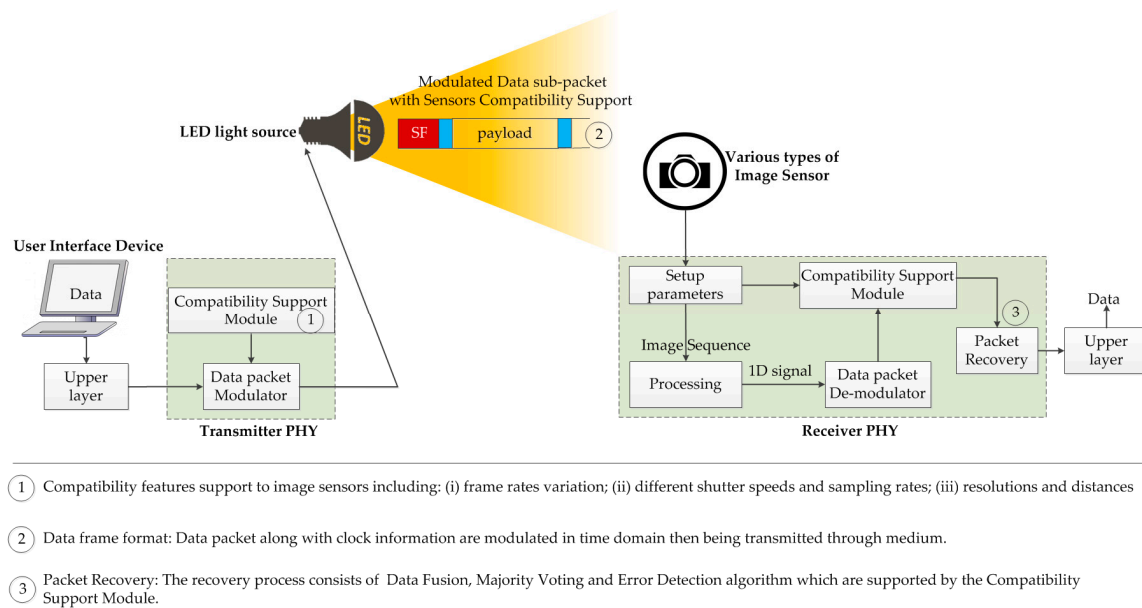 Modulated Data sub-packet
with Sensors Compatibility Support
LED light source
LED
SF
payload
2
Various types of
Image Sensor
User Interface Device
Data
Compatibility Support
Module
1
Upper
layer
Data packet
Modulator
Transmitter PHY
Setup
parameters
Compatibility Support
Module
3
Data
Image Sequence
Packet
Recovery
Upper
layer
Processing
1D signal
Data packet
De-modulator
Receiver PHY
1 Compatibility features support to image sensors including: (i) frame rates variation; (ii) different shutter speeds and sampling rates; (iii) resolutions and distances
2 Data frame format: Data packet along with clock information are modulated in time domain then being transmitted through medium.
3 Packet Recovery: The recovery process consists of Data Fusion, Majority Voting and Error Detection algorithm which are supported by the Compatibility
Support Module.